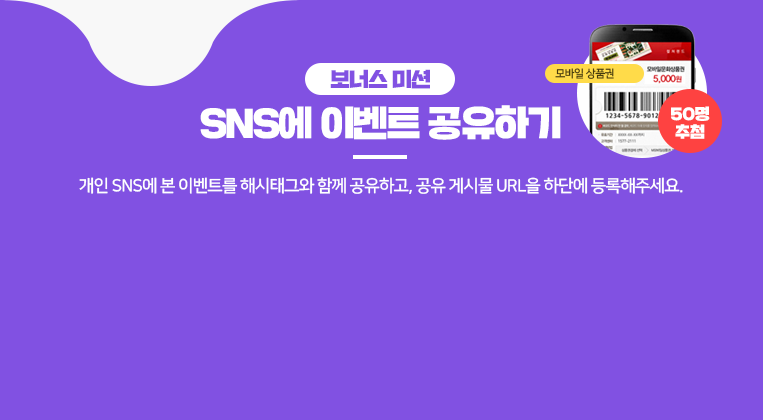 보너스 미션
SNS에 이벤트 공유하기
개인 SNS에 본 이벤트를 해시태그와 함께 공유하고, 공유 게시물 URL을 하단에 등록해주세요.
모바일 상품권
모바일문화상품권
5,000원
1234-5678-9012
50명
추첨